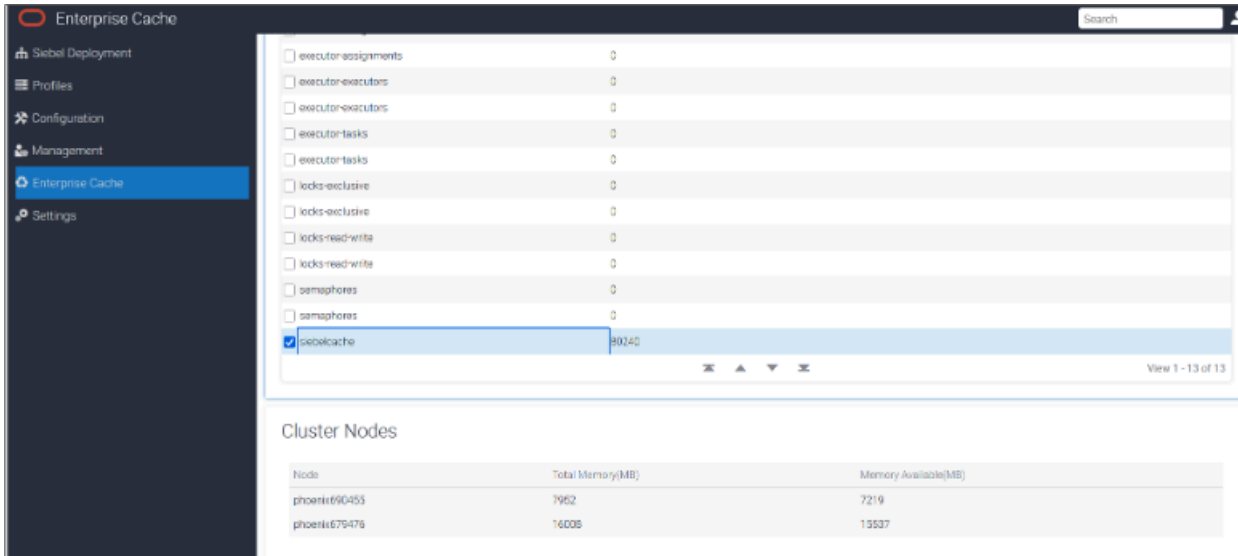 Enterprise Cache
Search
Siebel Deployment
Profiles
Configuration
Management
Enterprise Cache
Settings
executor-assignments 0
executor-executors 0
executor-executors 0
executor-tasks 0
executor-tasks 0
locks-exclusive 0
locks-exclusive 0
locks-read-write 0
locks-read-write 0
semaphores 0
semaphores 0
siebelcache 80240
View 1 - 13 of 13
Cluster Nodes
Node Total Memory(MB) Memory Available(MB)
phoenix690455 7952 7219
phoenix679476 16008 15537